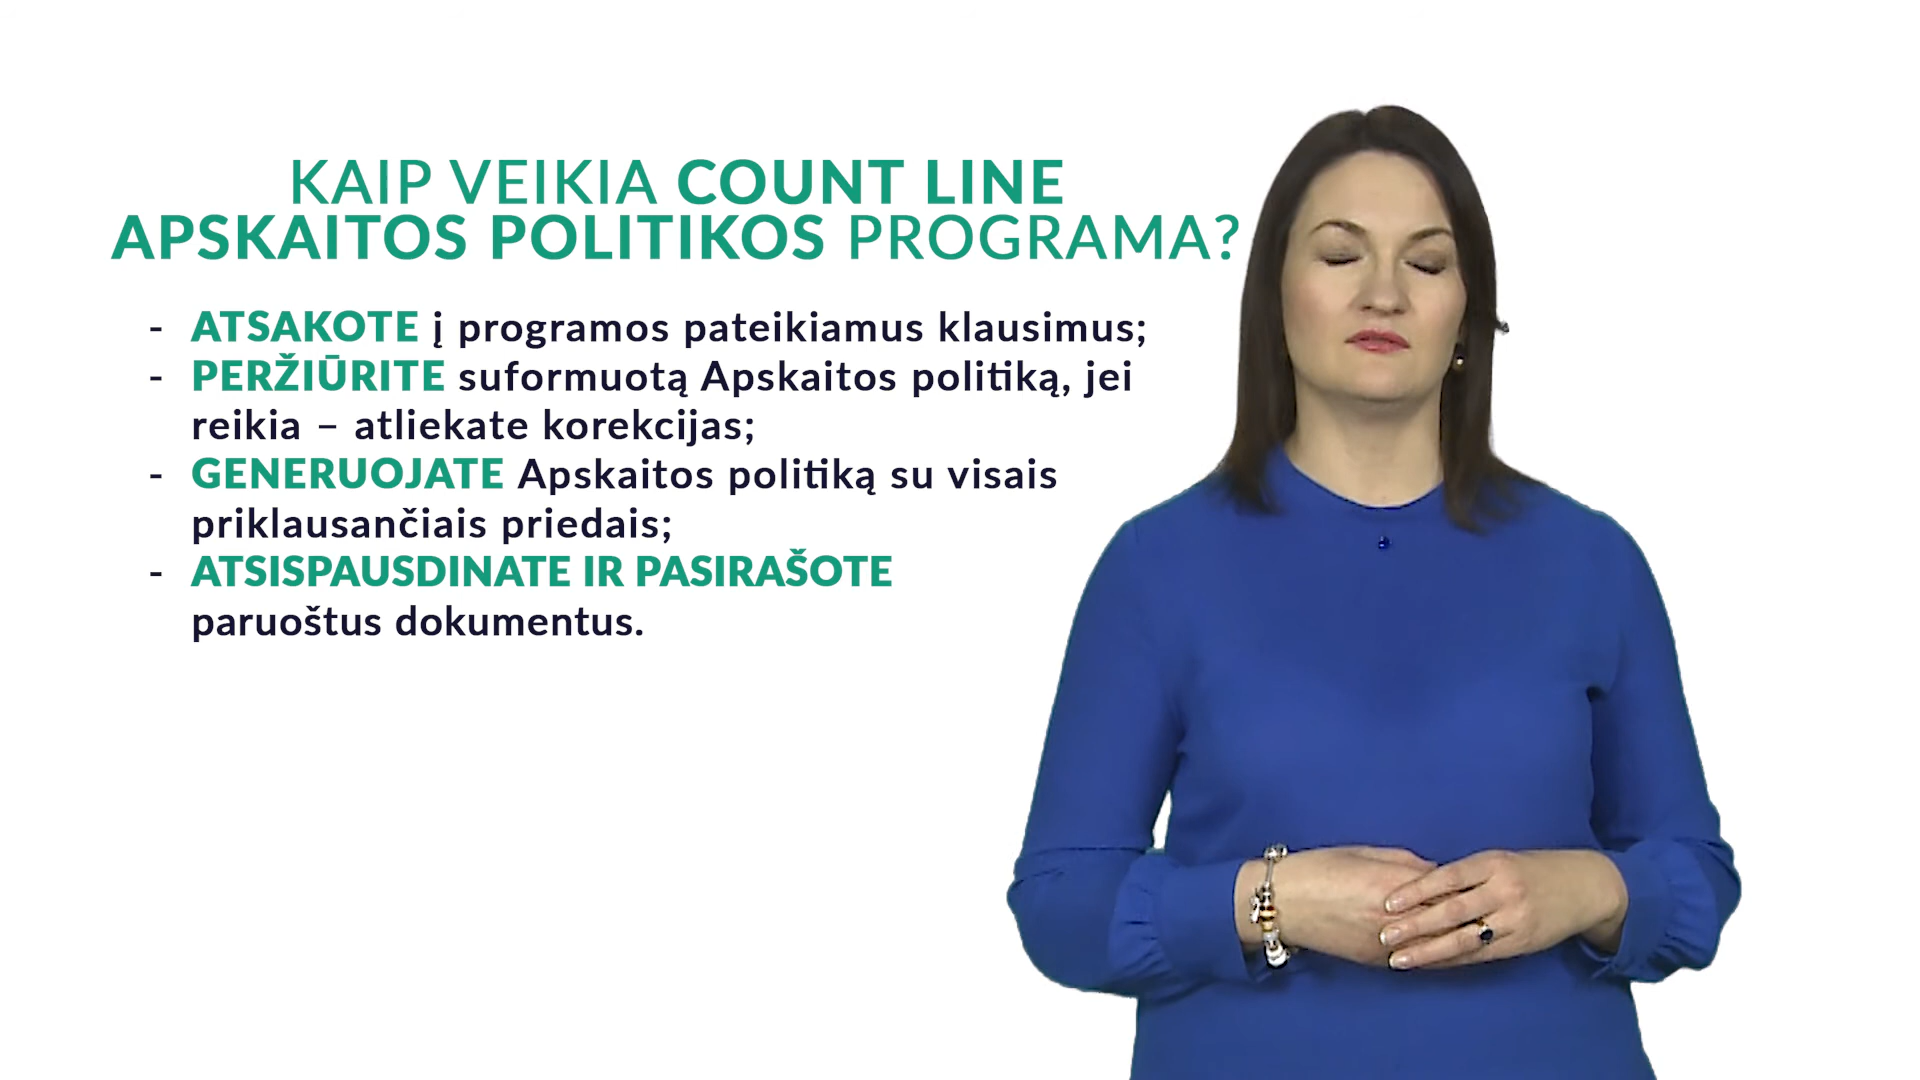 KAIP VEIKIA COUNT LINE
APSKAITOS POLITIKOS PROGRAMA?
- ATSAKOTE į programos pateikiamus klausimus;
- PERŽIŪRITE suformuotą Apskaitos politiką, jei
reikia – atliekate korekcijas;
- GENERUOJATE Apskaitos politiką su visais
priklausančiais priedais;
- ATSISPAUSDINATE IR PASIRAŠOTE
paruoštus dokumentus.